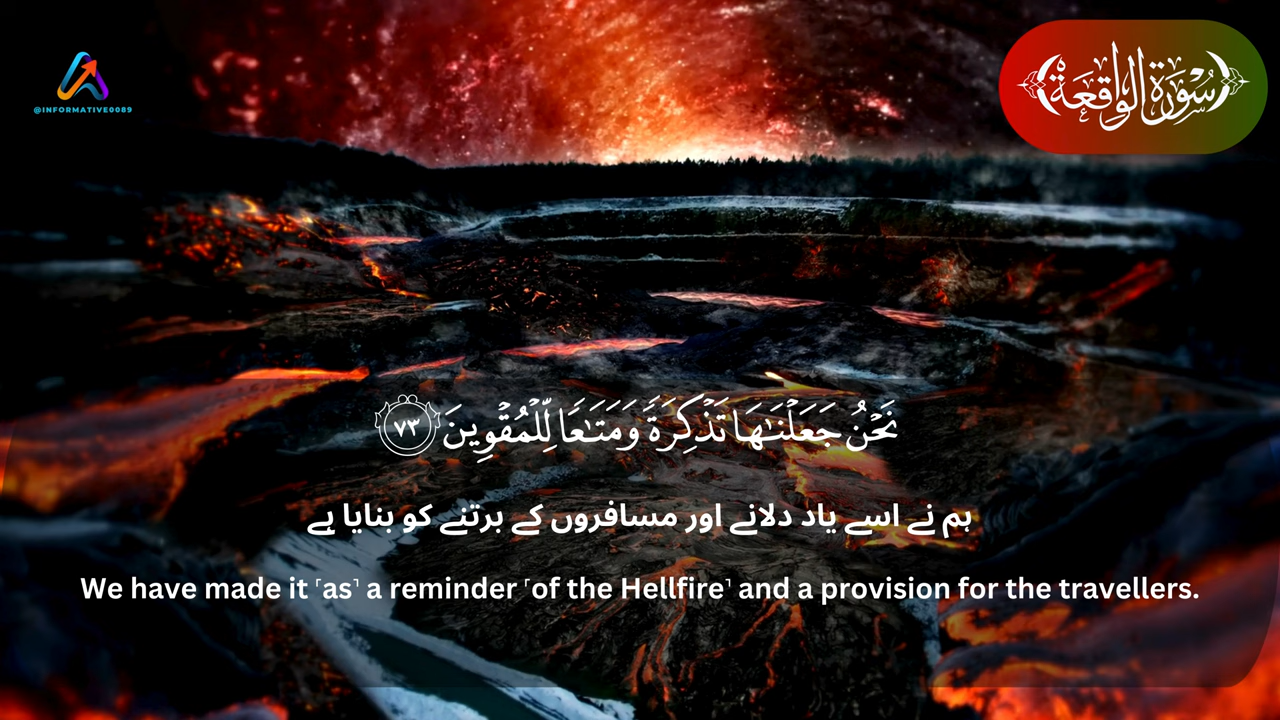 @INFORMATIVE0089
سُوْرَةُ الْوَاقِعَة
نَحْنُ جَعَلْنَـٰهَا تَذْكِرَةً وَمَتَـٰعًا لِّلْمُقْوِينَ ٧٣
ہم نے اسے یاد دلانے اور مسافروں کے برتنے کو بنایا ہے
We have made it ˹as˺ a reminder ˹of the Hellfire˺ and a provision for the travellers.